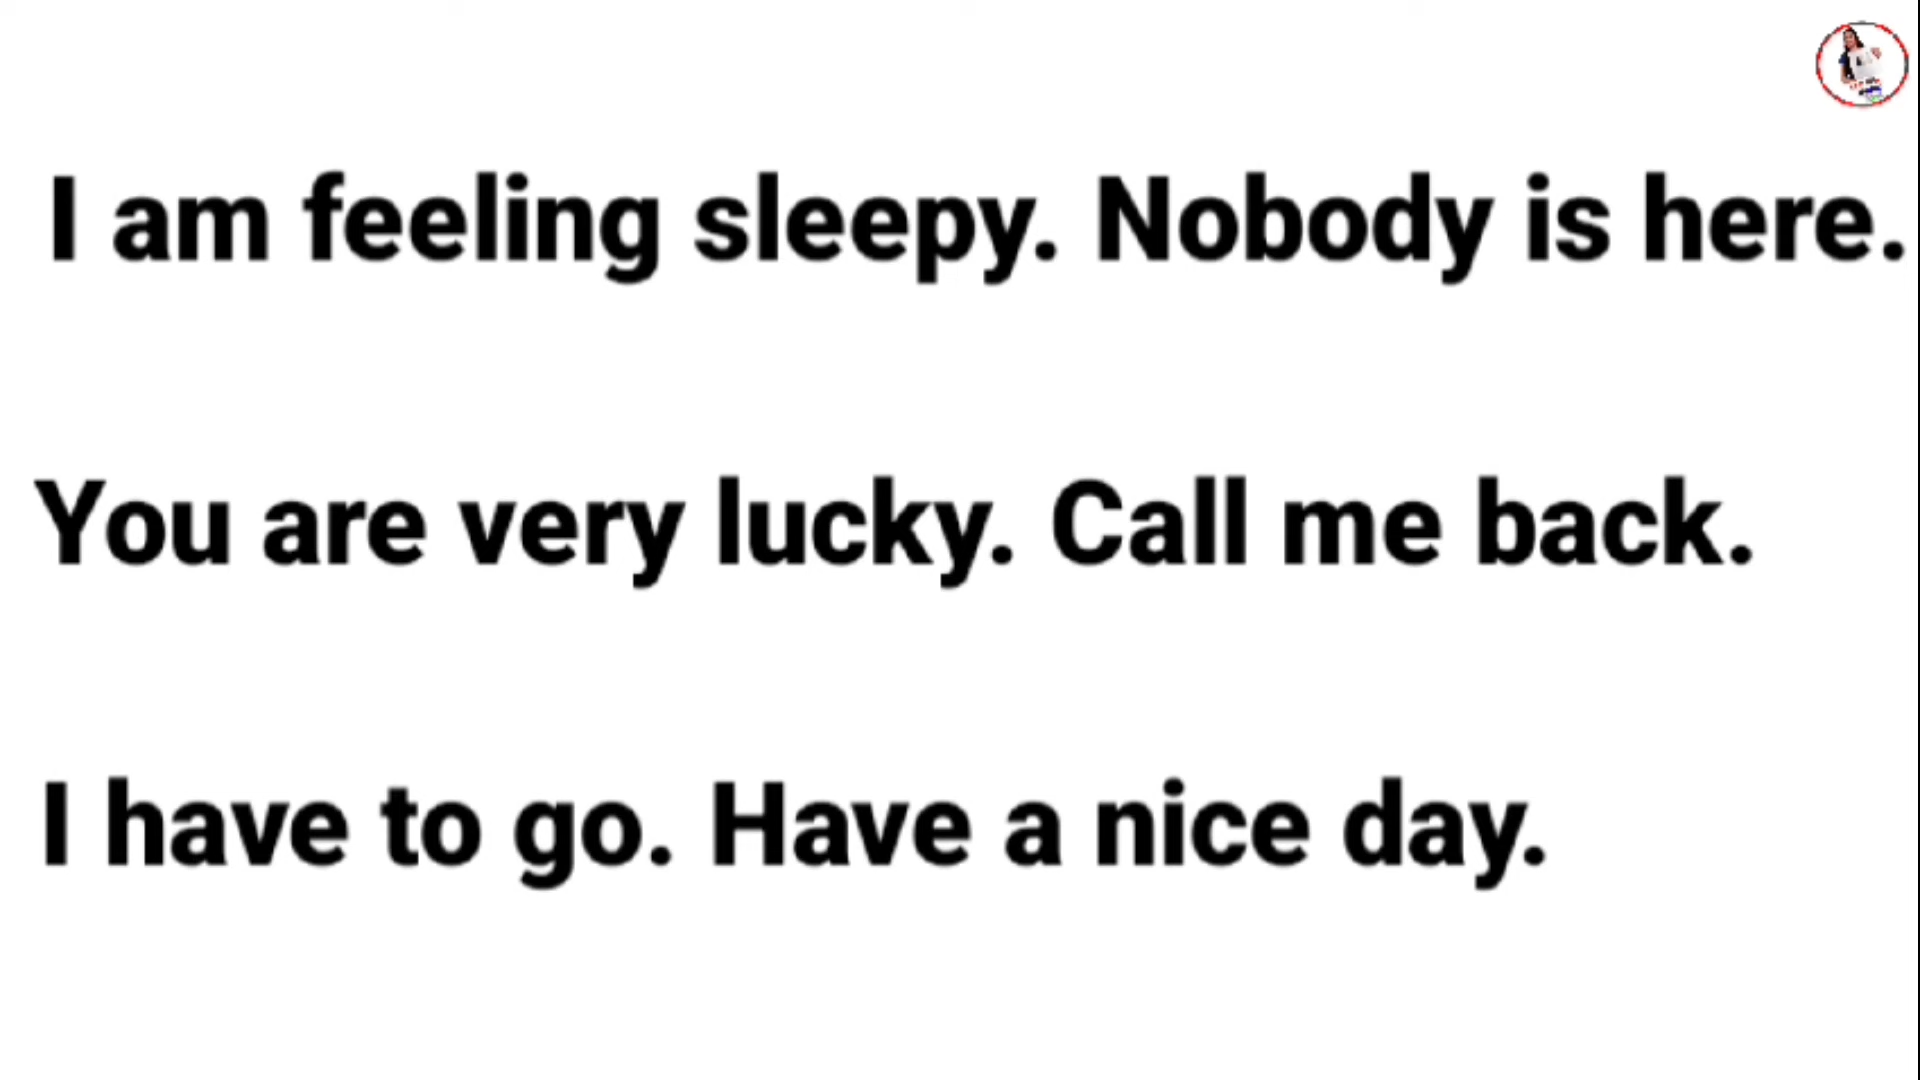 I am feeling sleepy. Nobody is here.
You are very lucky. Call me back.
I have to go. Have a nice day.